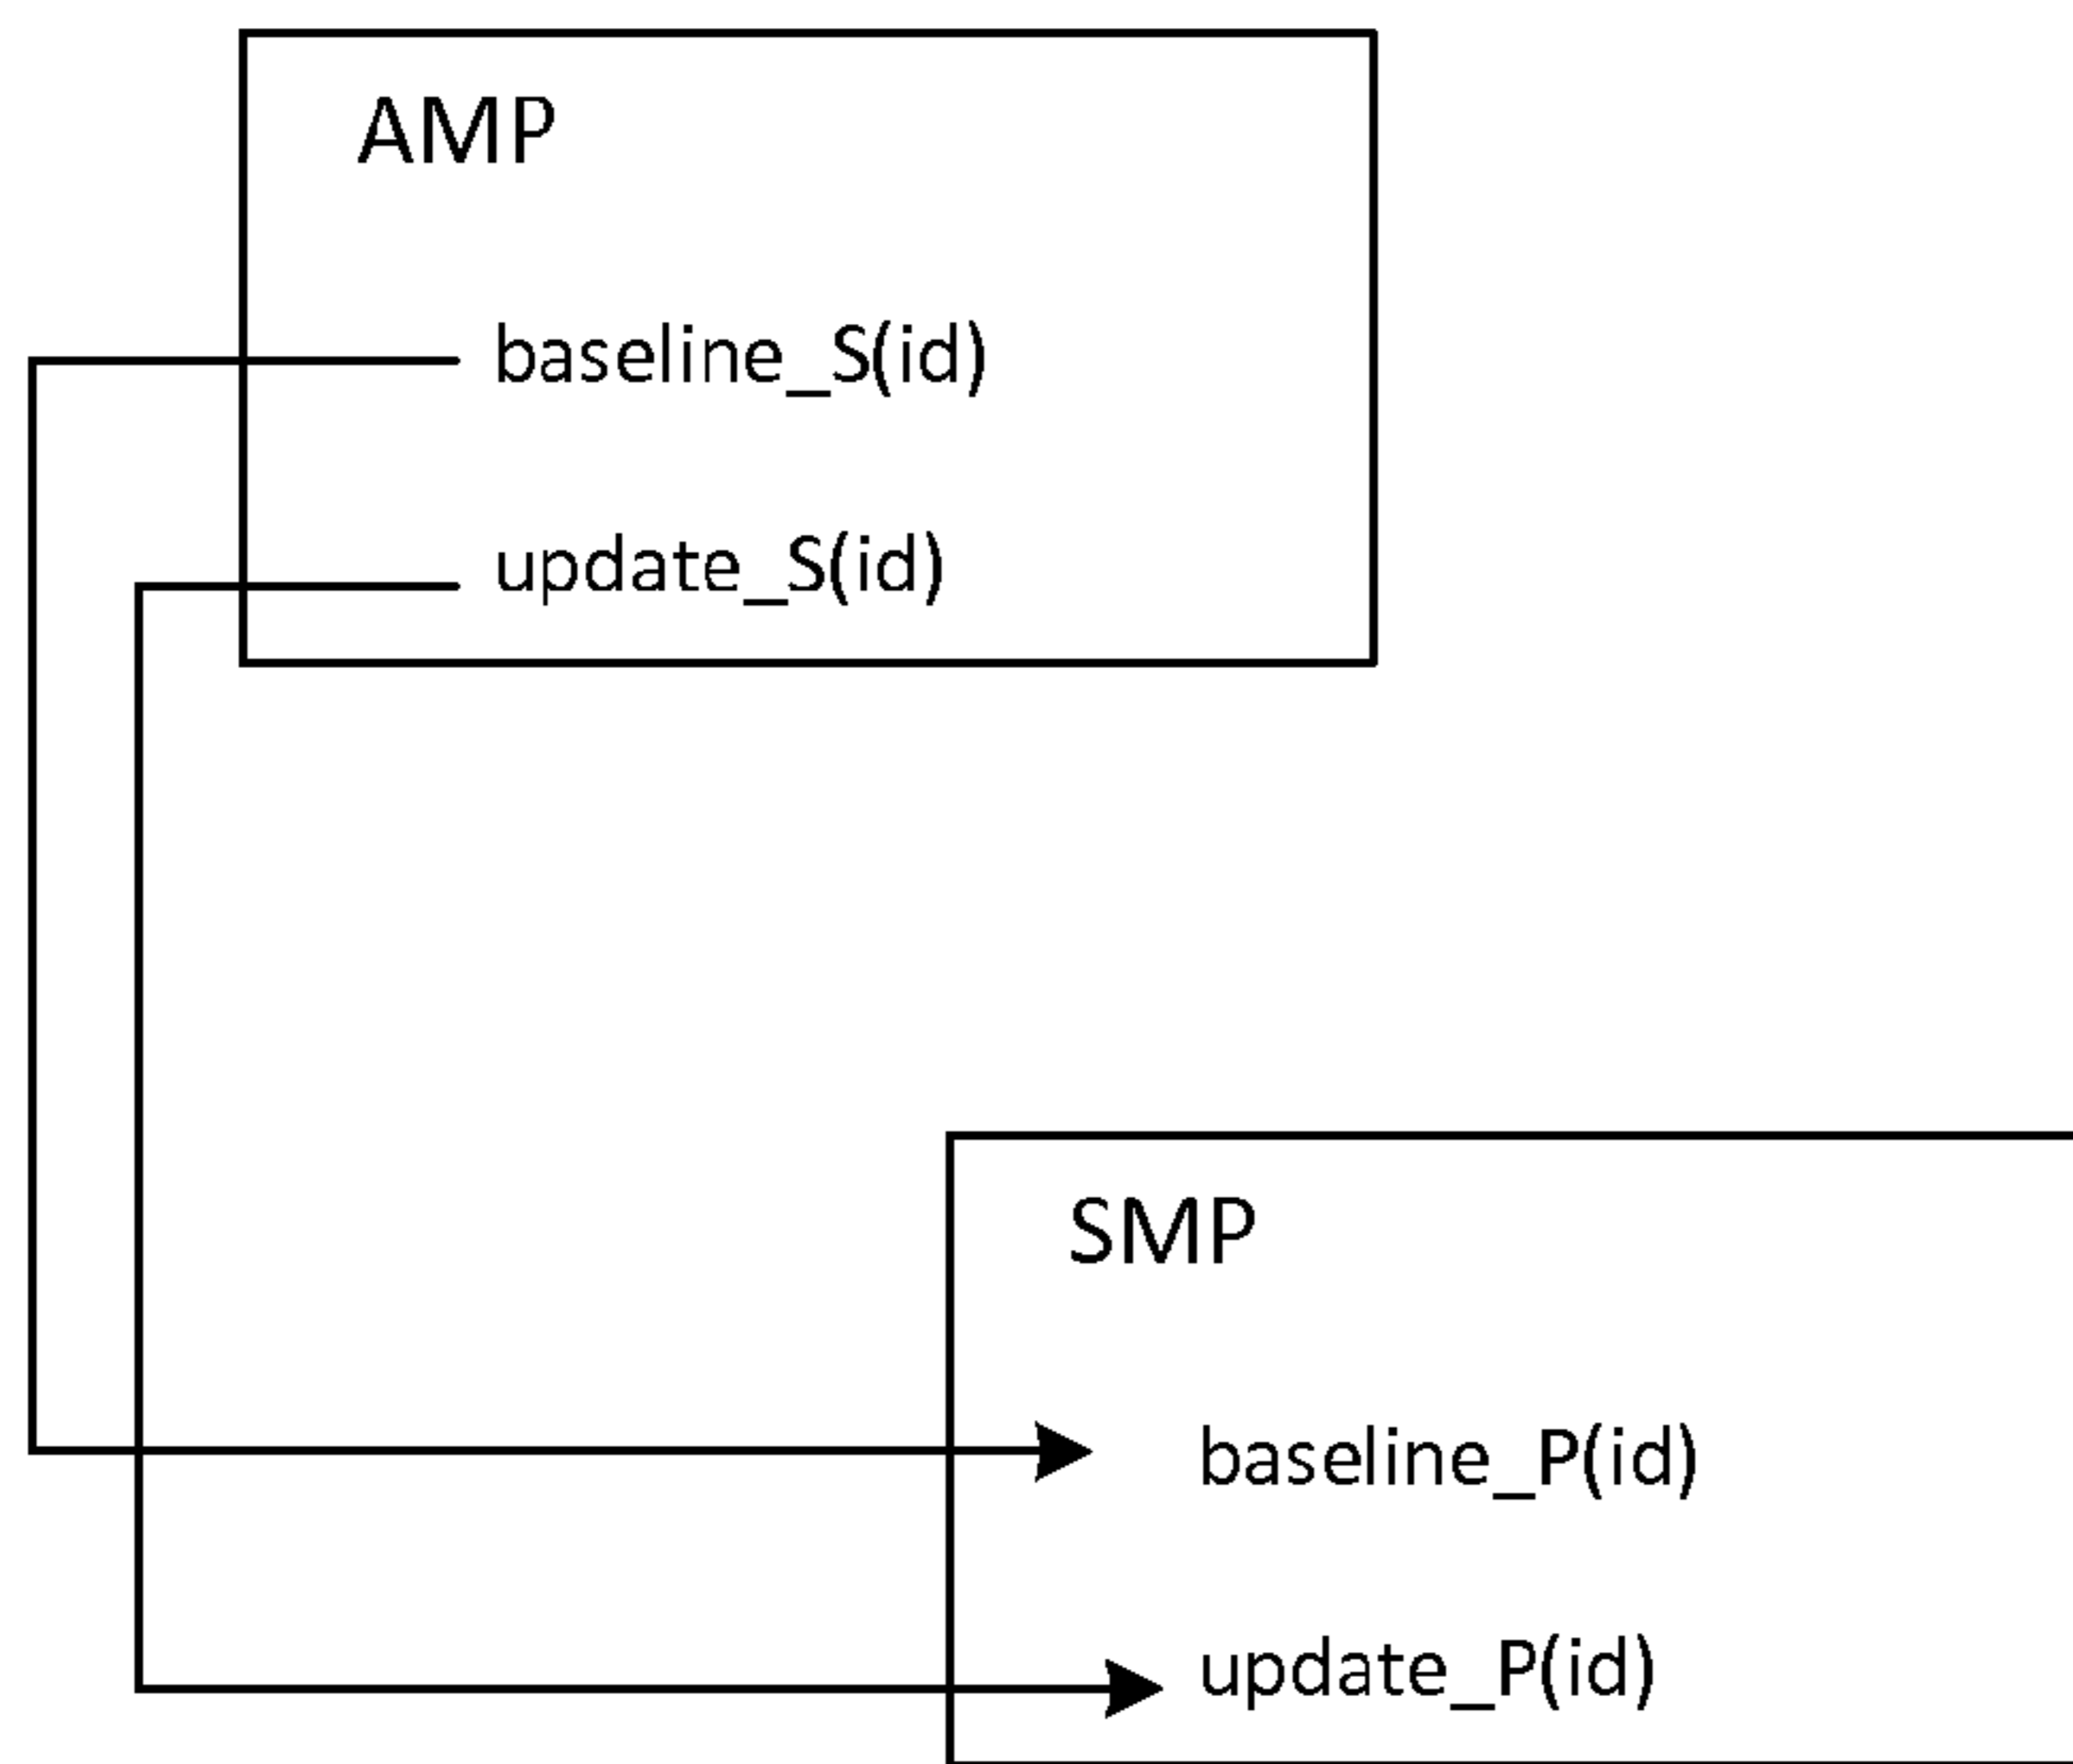 AMP
baseline_S(id)
update_S(id)
SMP
baseline_P(id)
update_P(id)